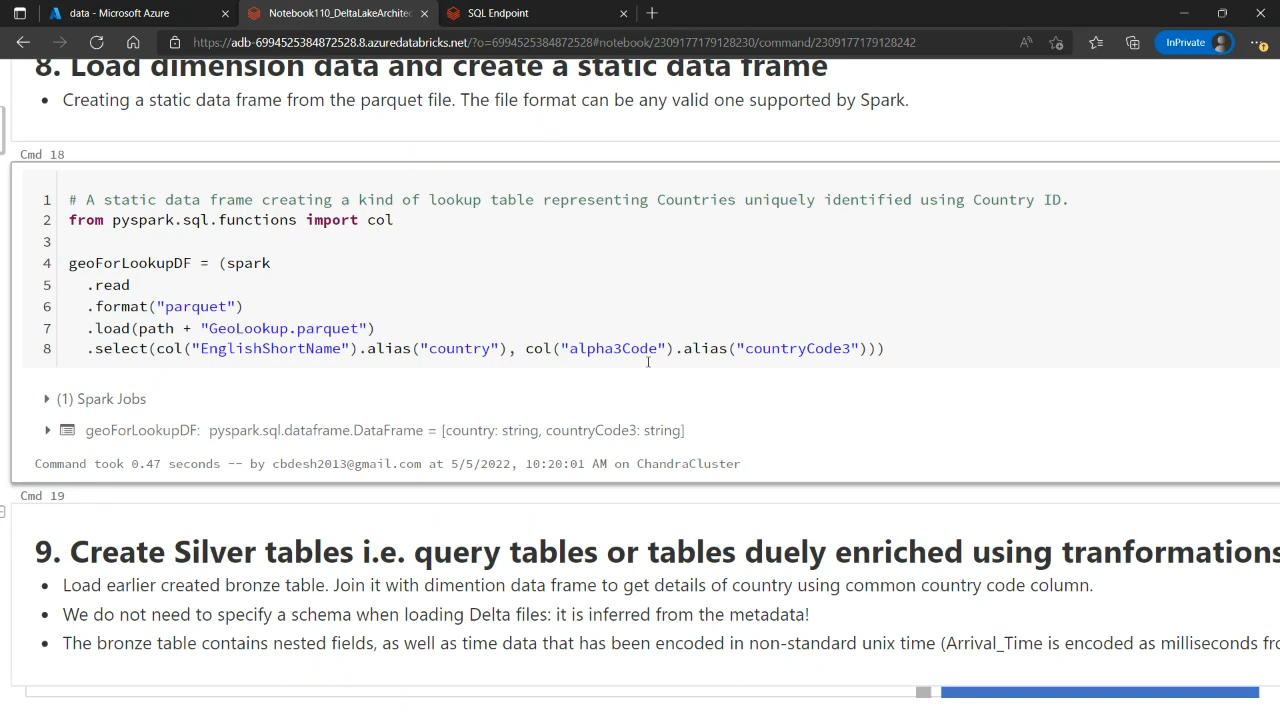 data - Microsoft Azure
Notebook110_DeltaLakeArchitec
SQL Endpoint
https://adb-6994525384872528.8.azuredatabricks.net/?o=6994525384872528#notebook/2309177179128230/command/2309177179128242
InPrivate
8. Load dimension data and create a static data frame
• Creating a static data frame from the parquet file. The file format can be any valid one supported by Spark.
Cmd 18
1 # A static data frame creating a kind of lookup table representing Countries uniquely identified using Country ID.
2 from pyspark.sql.functions import col
3
4 geoForLookupDF = (spark
5 .read
6 .format("parquet")
7 .load(path + "GeoLookup.parquet")
8 .select(col("EnglishShortName").alias("country"), col("alpha3Code").alias("countryCode3")))
(1) Spark Jobs
geoForLookupDF: pyspark.sql.dataframe.DataFrame = [country: string, countryCode3: string]
Command took 0.47 seconds -- by cbdesh2013@gmail.com at 5/5/2022, 10:20:01 AM on ChandraCluster
Cmd 19
9. Create Silver tables i.e. query tables or tables duely enriched using tranformations
• Load earlier created bronze table. Join it with dimention data frame to get details of country using common country code column.
• We do not need to specify a schema when loading Delta files: it is inferred from the metadata!
• The bronze table contains nested fields, as well as time data that has been encoded in non-standard unix time (Arrival_Time is encoded as milliseconds fro